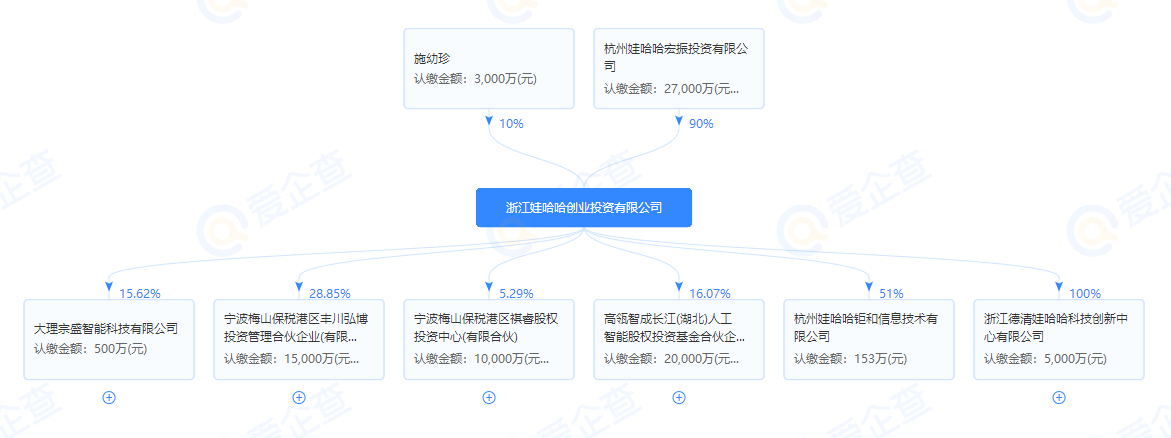 施幼珍
认缴金额：3,000万(元)
杭州娃哈哈宏振投资有限公
司
认缴金额：27,000万(元...
10%
90%
浙江娃哈哈创业投资有限公司
15.62%
28.85%
5.29%
16.07%
51%
100%
大理宗盛智能科技有限公司
认缴金额：500万(元)
宁波梅山保税港区丰川弘博
投资管理合伙企业(有限...
认缴金额：15,000万(元...
宁波梅山保税港区祺睿股权
投资中心(有限合伙)
认缴金额：10,000万(元...
高瓴智成长江(湖北)人工
智能股权投资基金合伙企...
认缴金额：20,000万(元...
杭州娃哈哈钜和信息技术有
限公司
认缴金额：153万(元)
浙江德清娃哈哈科技创新中
心有限公司
认缴金额：5,000万(元)
爱企查
爱企查
爱企查
爱企查